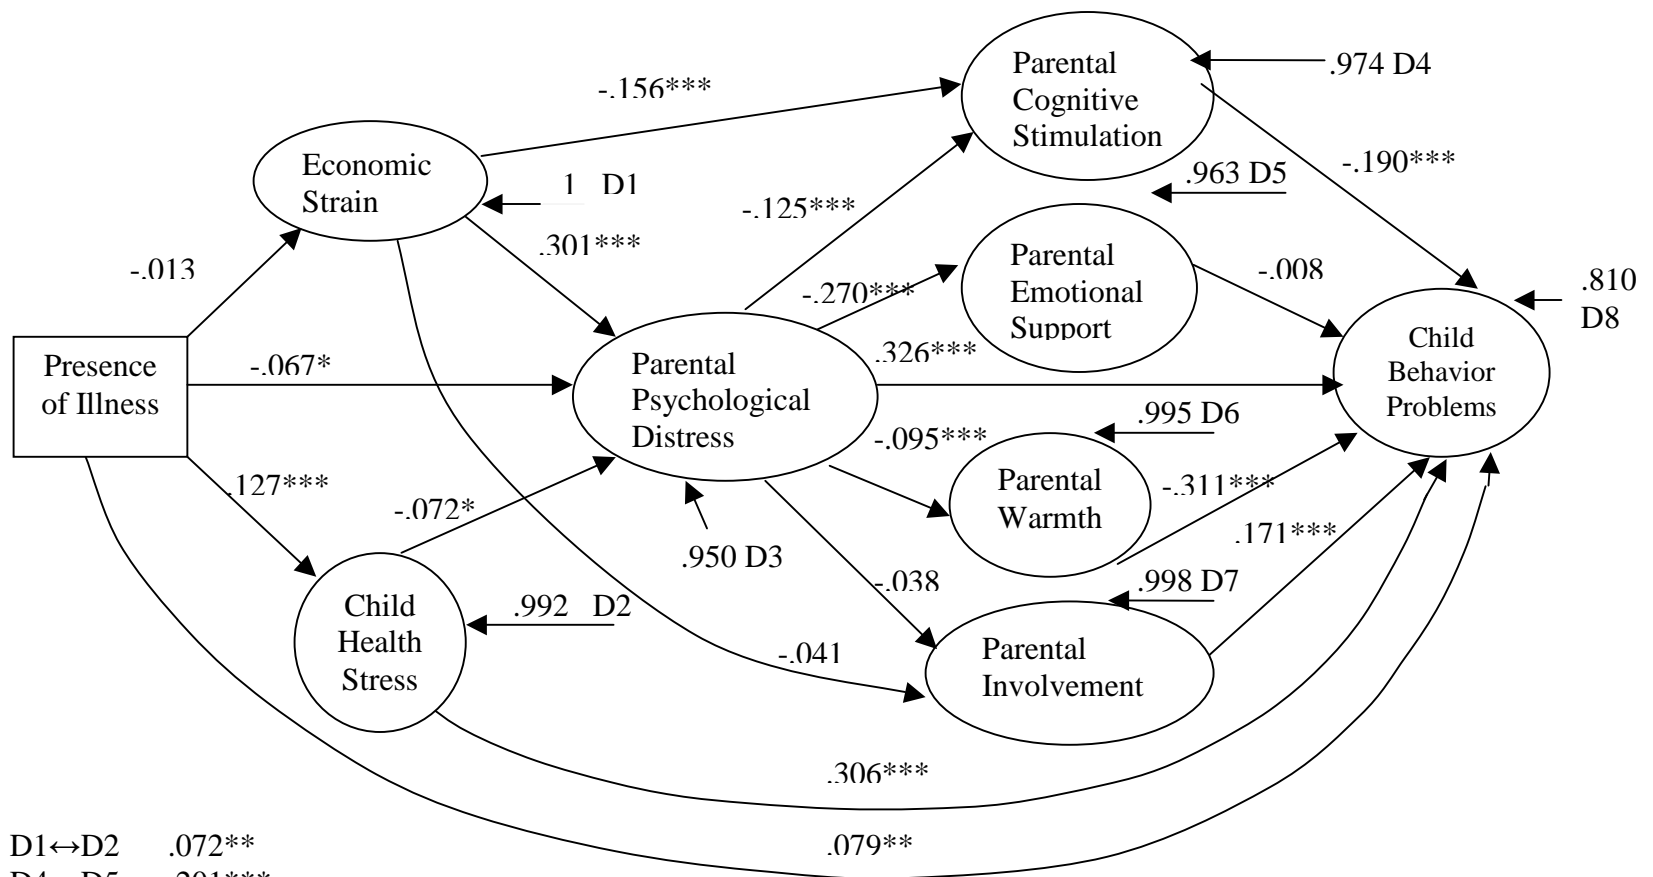 Parental
Cognitive
Stimulation
.974 D4
-.156***
Economic
Strain
1 D1
.963 D5
-.190***
-.125***
.301***
-.013
Parental
Emotional
Support
-.270***
-.008
.810
D8
Presence
of Illness
-.067*
Parental
Psychological
Distress
.326***
Child
Behavior
Problems
.995 D6
-.095***
Parental
Warmth
-.311***
.127***
-.072*
.171***
.950 D3
-.038
.998 D7
Child
Health
Stress
.992 D2
-.041
Parental
Involvement
.306***
D1↔D2 .072**
.079**